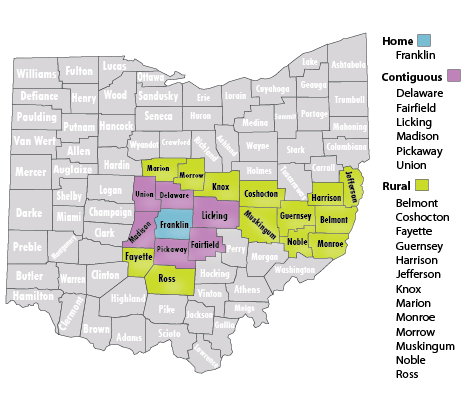 Williams
Fulton
Lucas
Ottawa
Lake
Ashtabula
Defiance
Henry
Wood
Sandusky
Erie
Lorain
Cuyahoga
Geauga
Trumbull
Paulding
Putnam
Hancock
Seneca
Huron
Medina
Summit
Portage
Mahoning
Van Wert
Allen
Wyandot
Crawford
Richland
Ashland
Wayne
Stark
Columbiana
Mercer
Auglaize
Hardin
Marion
Morrow
Knox
Holmes
Tuscarawas
Carroll
Jefferson
Shelby
Logan
Union
Delaware
Coshocton
Harrison
Darke
Miami
Champaign
Madison
Franklin
Licking
Muskingum
Guernsey
Belmont
Clark
Preble
Montgomery
Pickaway
Fairfield
Perry
Noble
Monroe
Fayette
Morgan
Butler
Warren
Clinton
Ross
Hocking
Washington
Hamilton
Clermont
Highland
Vinton
Athens
Brown
Adams
Pike
Jackson
Meigs
Scioto
Gallia
Lawrence
Home
Franklin
Contiguous
Delaware
Fairfield
Licking
Madison
Pickaway
Union
Rural
Belmont
Coshocton
Fayette
Guernsey
Harrison
Jefferson
Knox
Marion
Monroe
Morrow
Muskingum
Noble
Ross